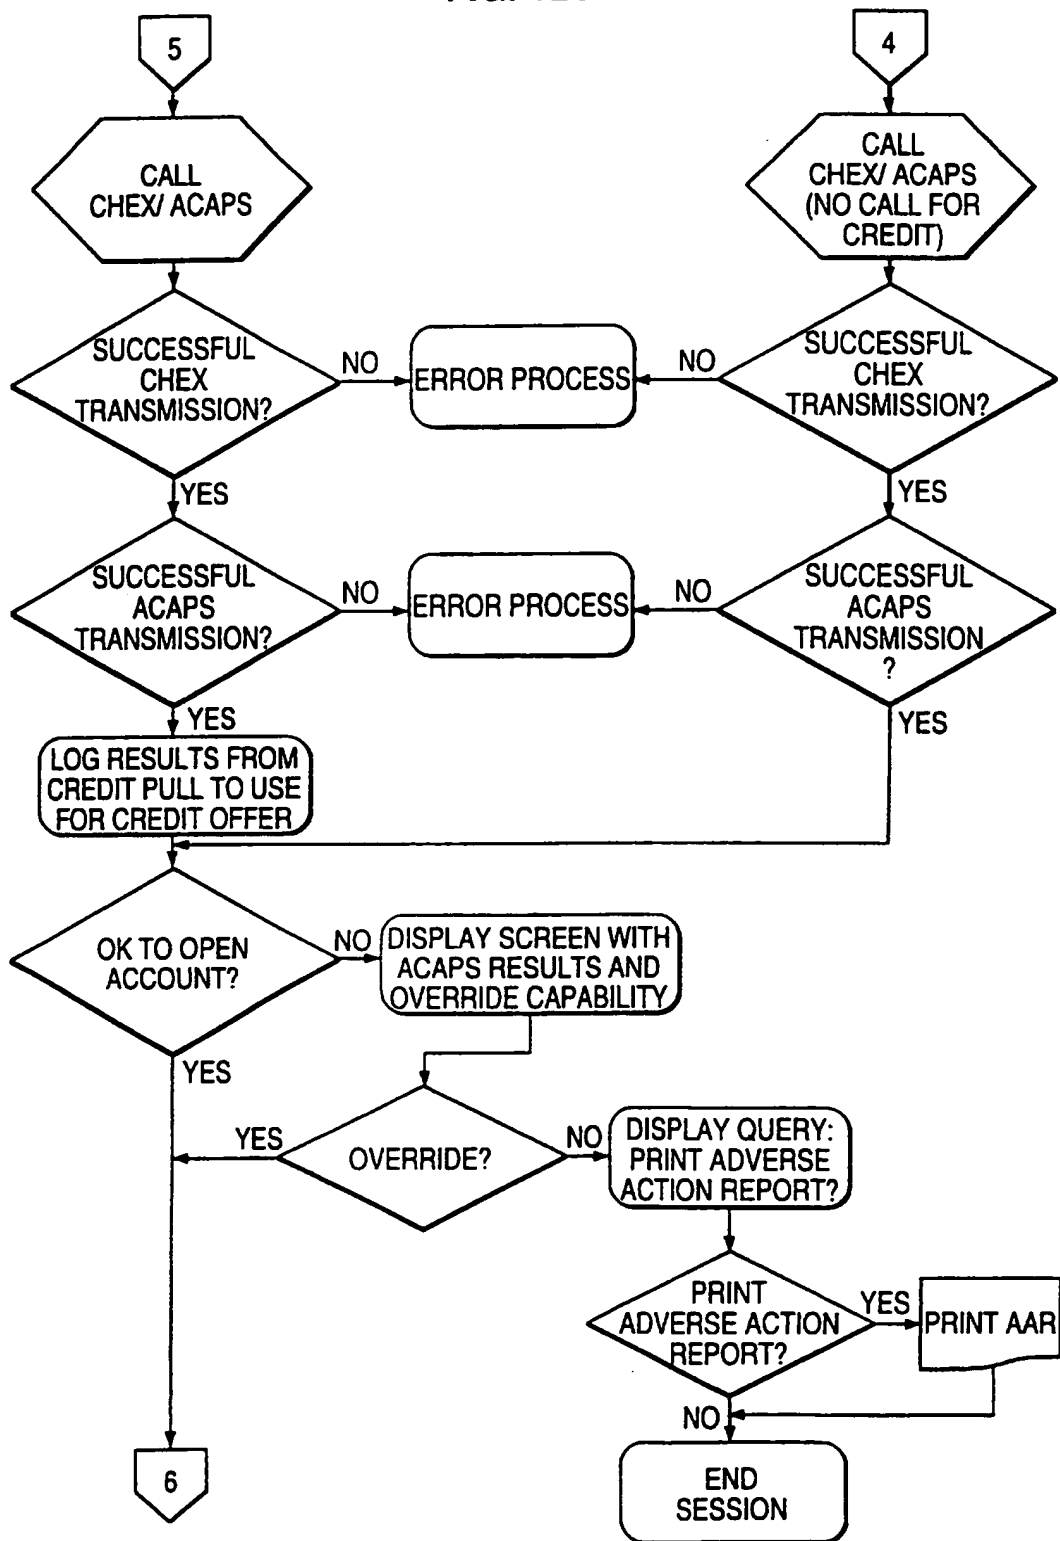 5
4
CALL
CHEX/ ACAPS
CALL
CHEX/ ACAPS
(NO CALL FOR
CREDIT)
SUCCESSFUL
CHEX
TRANSMISSION?
NO
ERROR PROCESS
NO
SUCCESSFUL
CHEX
TRANSMISSION?
YES
YES
SUCCESSFUL
ACAPS
TRANSMISSION?
NO
ERROR PROCESS
NO
SUCCESSFUL
ACAPS
TRANSMISSION
?
YES
YES
LOG RESULTS FROM
CREDIT PULL TO USE
FOR CREDIT OFFER
OK TO OPEN
ACCOUNT?
NO
DISPLAY SCREEN WITH
ACAPS RESULTS AND
OVERRIDE CAPABILITY
YES
YES
OVERRIDE?
NO
DISPLAY QUERY:
PRINT ADVERSE
ACTION REPORT?
PRINT
ADVERSE ACTION
REPORT?
YES
PRINT AAR
NO
6
END
SESSION